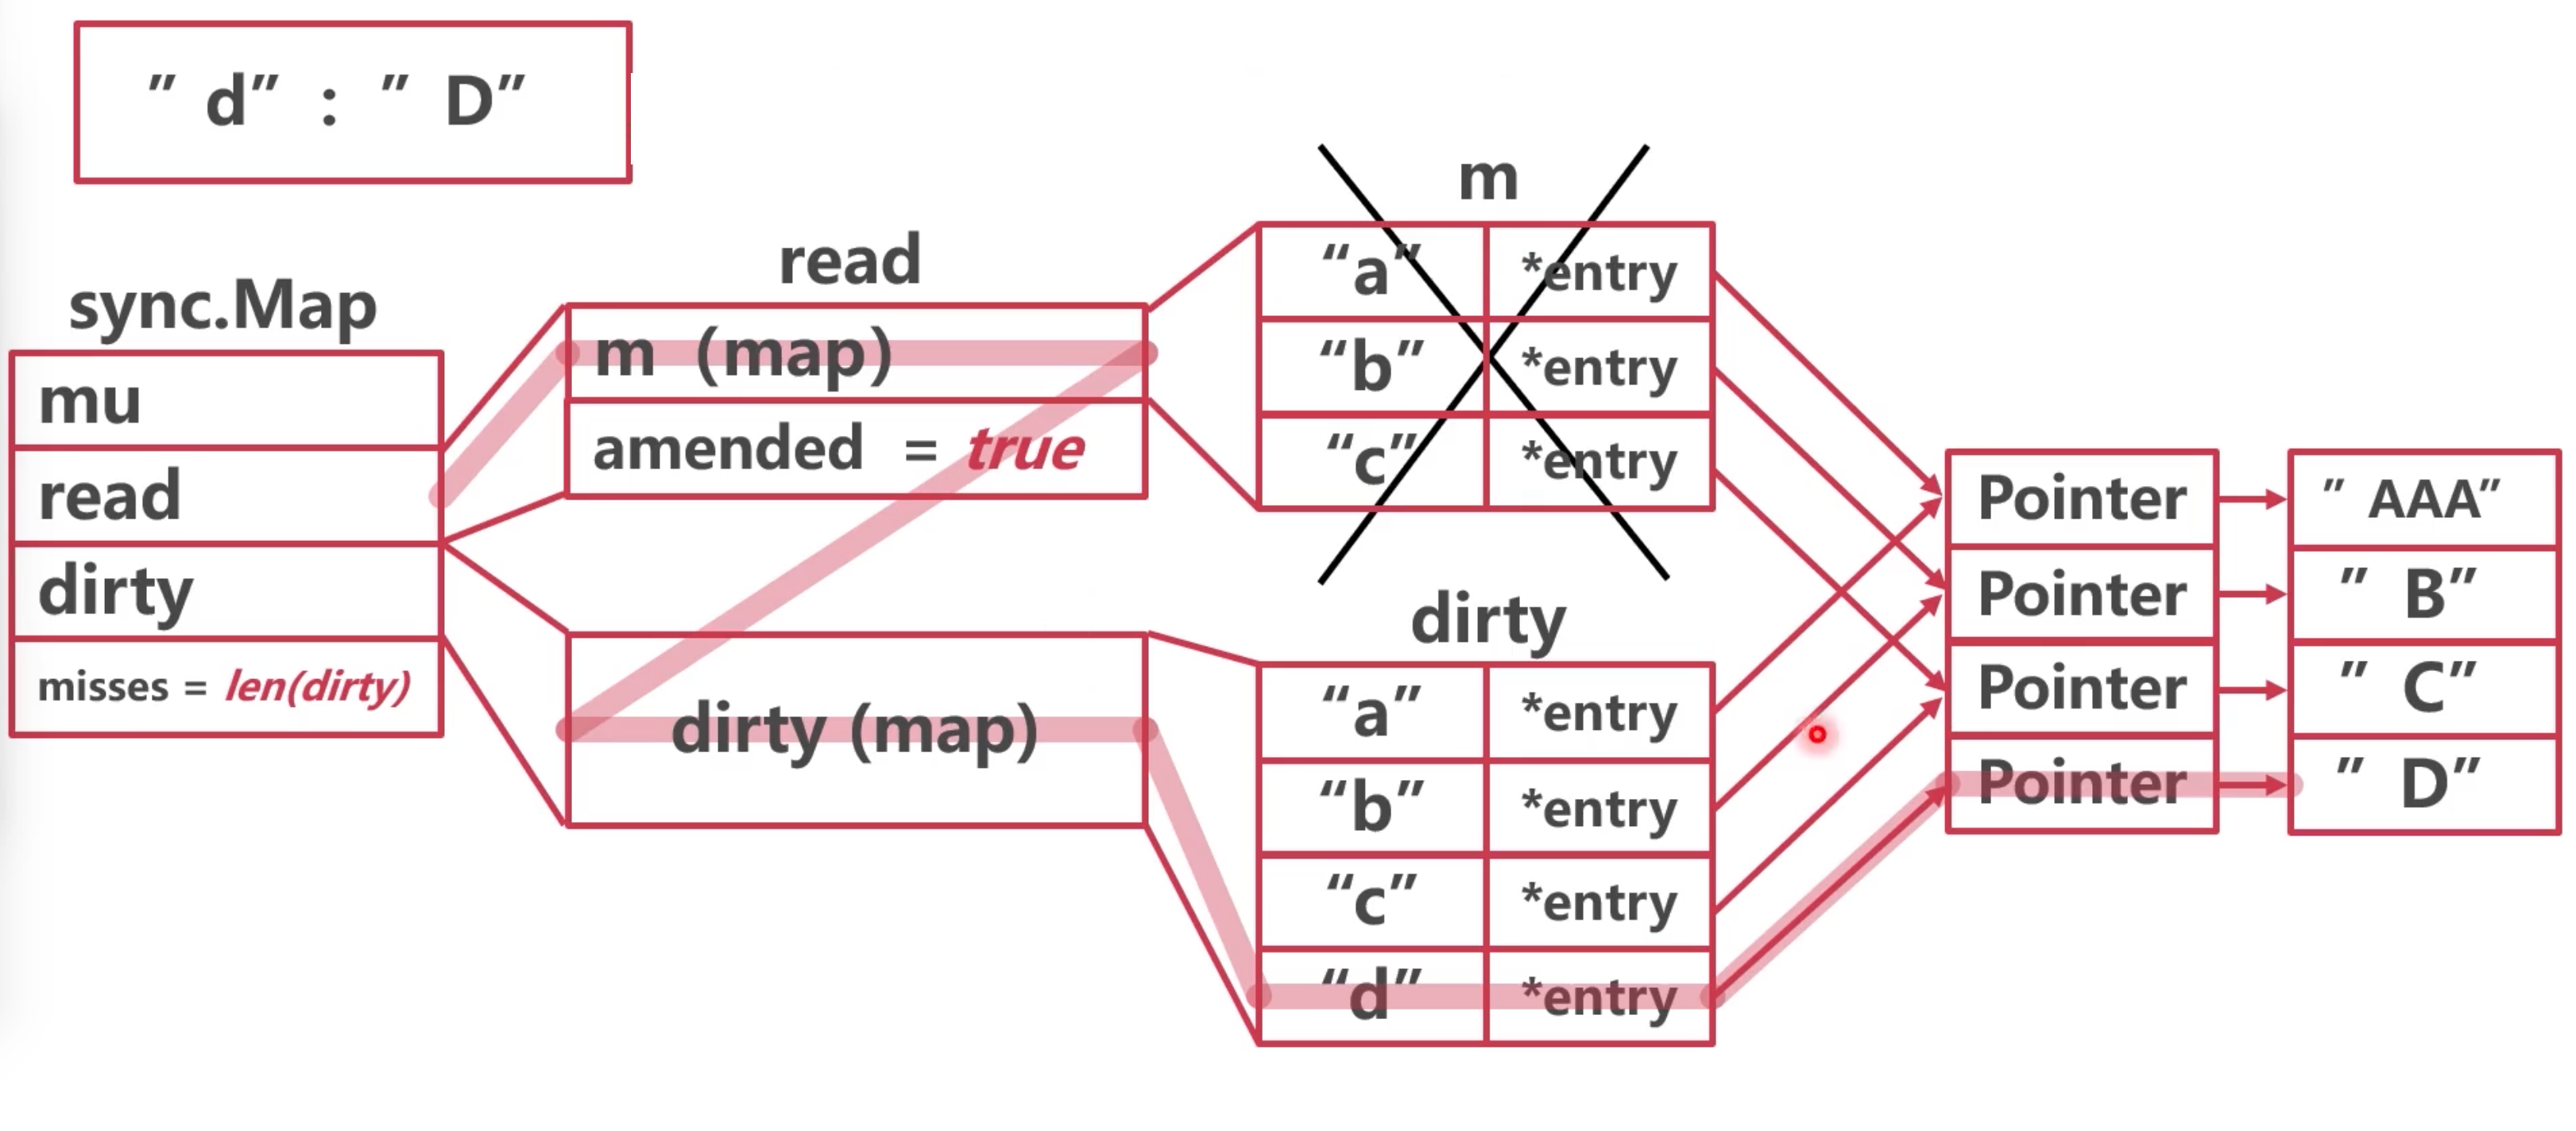 ” d” : ” D”
sync.Map
mu
read
dirty
misses = len(dirty)
read
m (map)
amended = true
dirty (map)
m
“a” *entry
“b” *entry
“c” *entry
dirty
“a” *entry
“b” *entry
“c” *entry
“d” *entry
Pointer ” AAA”
Pointer ” B”
Pointer ” C”
Pointer ” D”